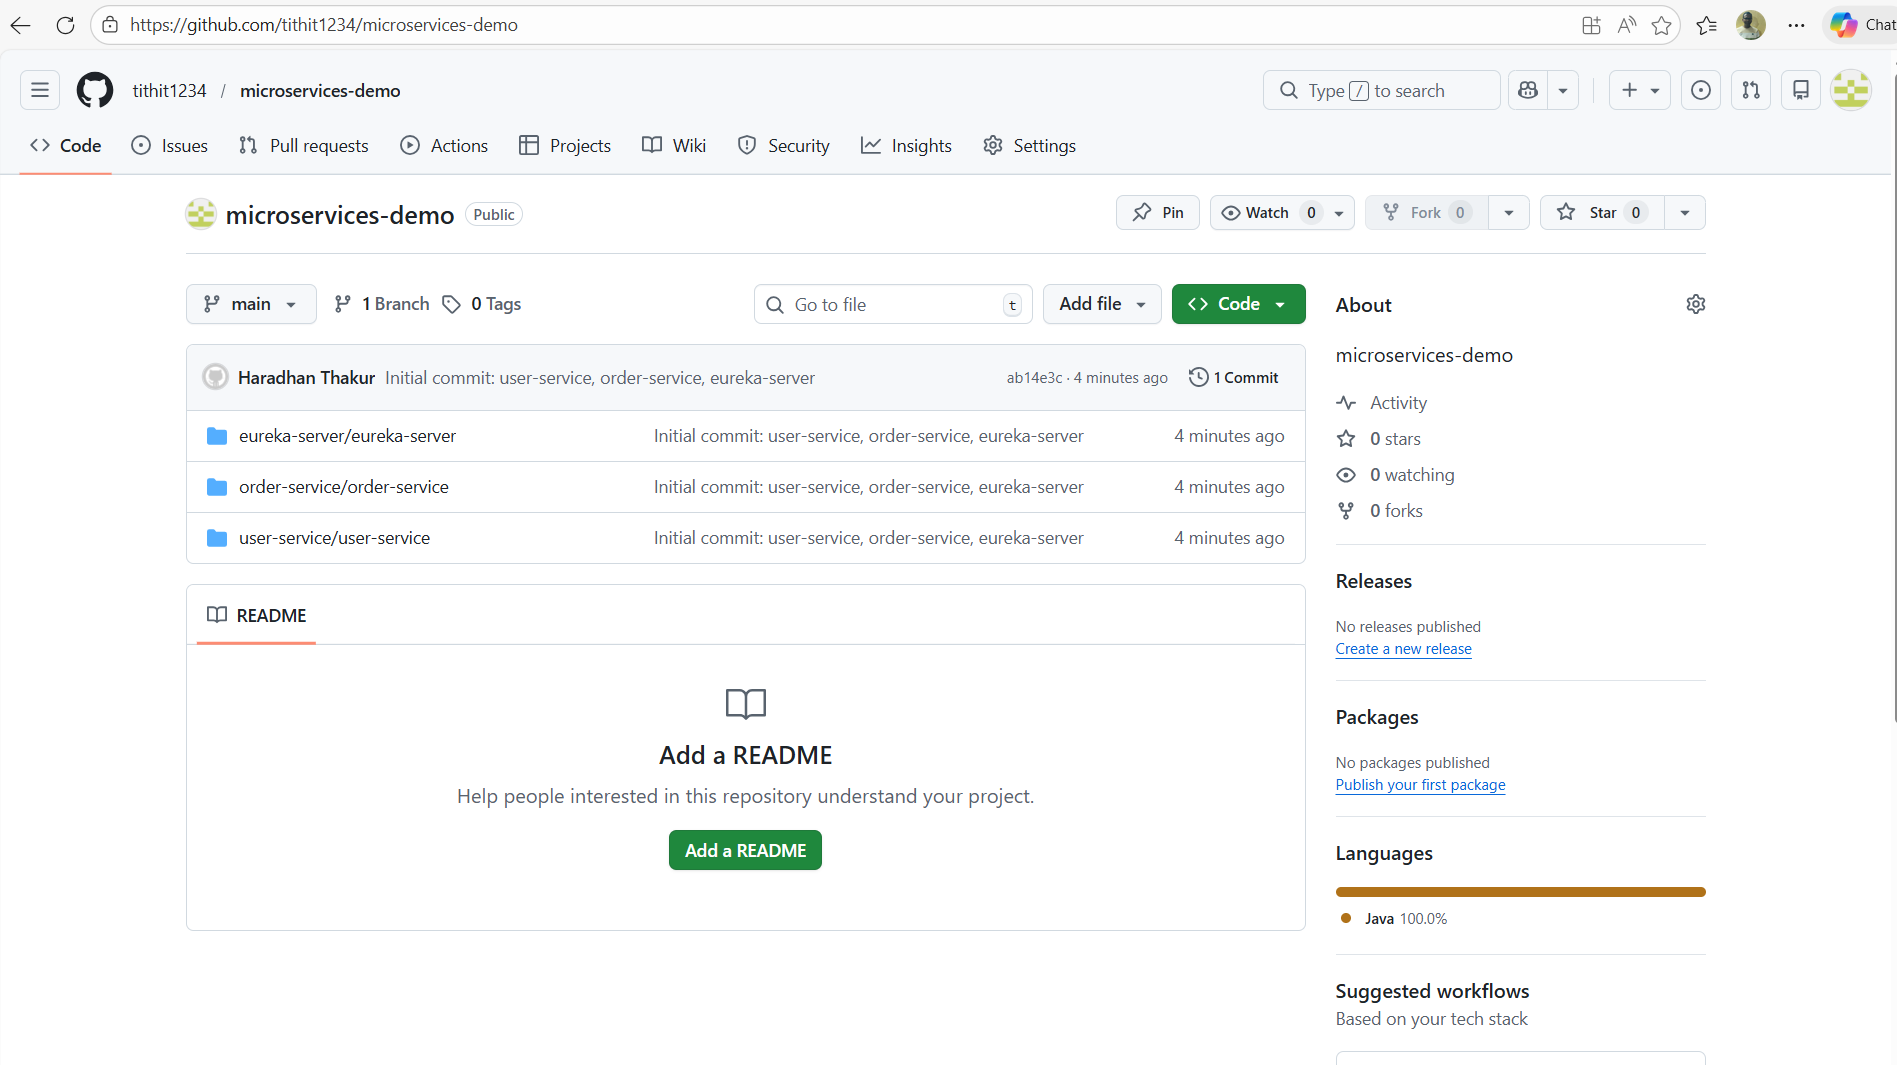 https://github.com/tithit1234/microservices-demo
Chat
tithit1234 / microservices-demo
Type / to search
Code Issues Pull requests Actions Projects Wiki Security Insights Settings
microservices-demo Public
Pin Watch 0 Fork 0 Star 0
main 1 Branch 0 Tags
Go to file t Add file Code
About
microservices-demo
Haradhan Thakur Initial commit: user-service, order-service, eureka-server ab14e3c · 4 minutes ago 1 Commit
eureka-server/eureka-server Initial commit: user-service, order-service, eureka-server 4 minutes ago
order-service/order-service Initial commit: user-service, order-service, eureka-server 4 minutes ago
user-service/user-service Initial commit: user-service, order-service, eureka-server 4 minutes ago
README
Add a README
Help people interested in this repository understand your project.
Add a README
Activity
0 stars
0 watching
0 forks
Releases
No releases published
Create a new release
Packages
No packages published
Publish your first package
Languages
Java 100.0%
Suggested workflows
Based on your tech stack